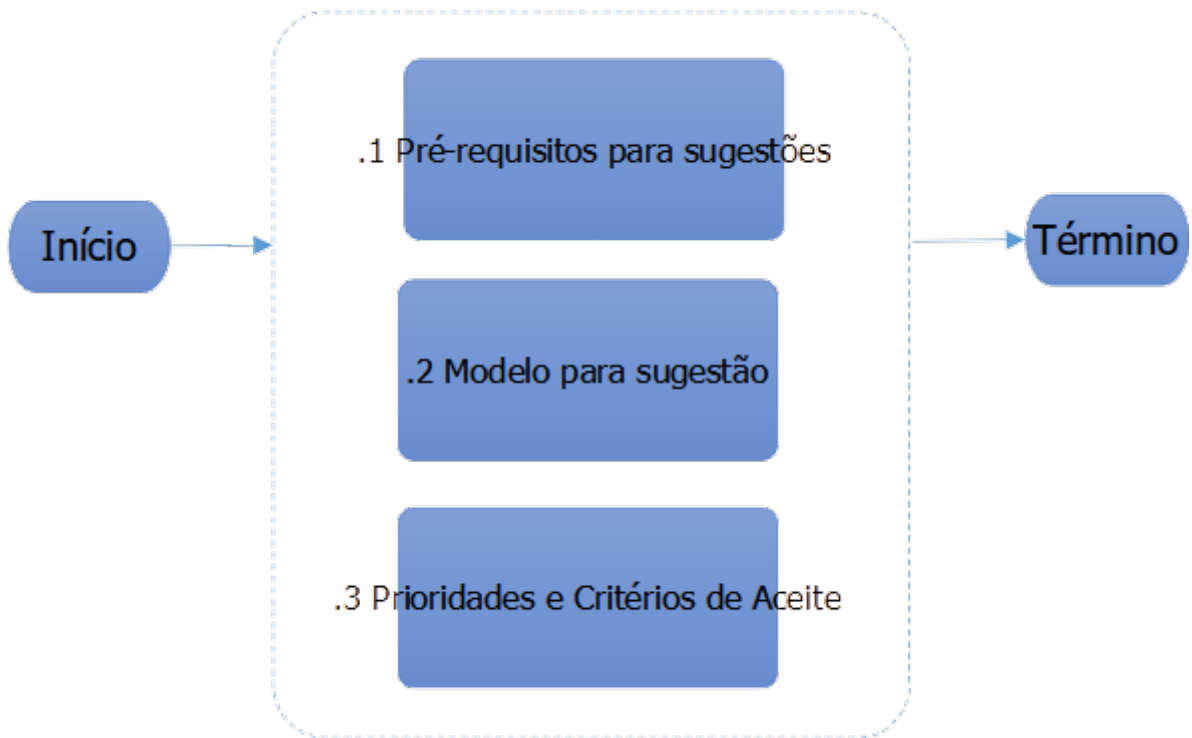 Início
.1 Pré-requisitos para sugestões
.2 Modelo para sugestão
.3 Prioridades e Critérios de Aceite
Término